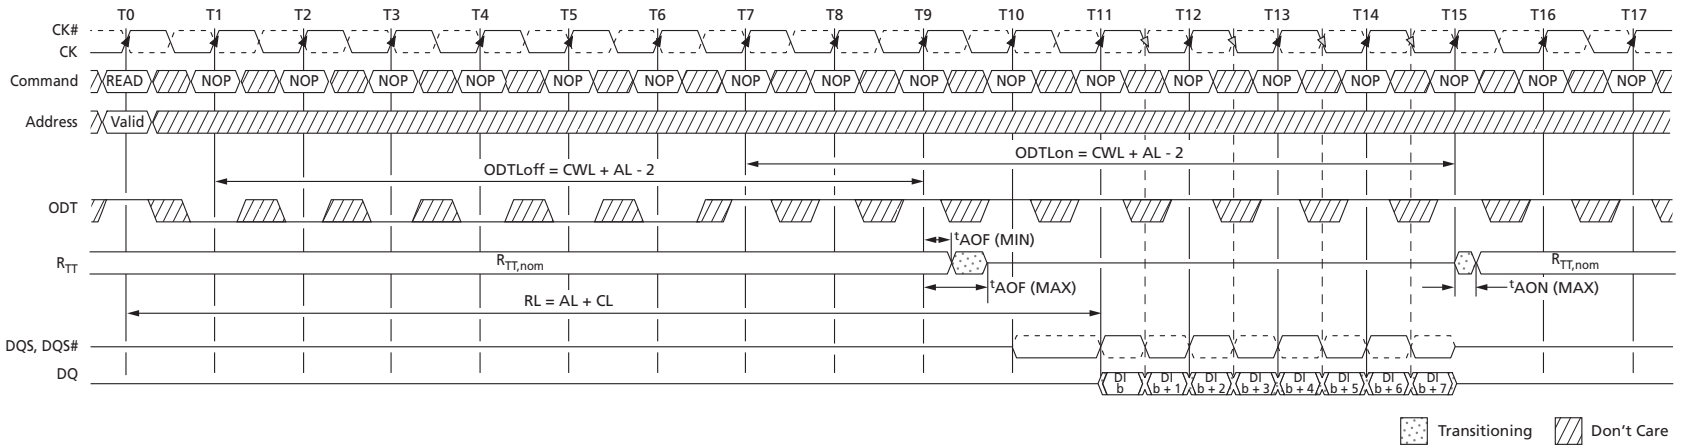 T0 T1 T2 T3 T4 T5 T6 T7 T8 T9 T10 T11 T12 T13 T14 T15 T16 T17
CK#
CK
Command READ NOP NOP NOP NOP NOP NOP NOP NOP NOP NOP NOP NOP NOP NOP NOP NOP NOP
Address Valid
ODTLon = CWL + AL - 2
ODTLoff = CWL + AL - 2
ODT
tAOF (MIN)
RTT RTT,nom RTT,nom
tAOF (MAX) tAON (MAX)
RL = AL + CL
DQS, DQS#
DQ
DI b DI b + 1 DI b + 2 DI b + 3 DI b + 4 DI b + 5 DI b + 6 DI b + 7
Transitioning Don't Care